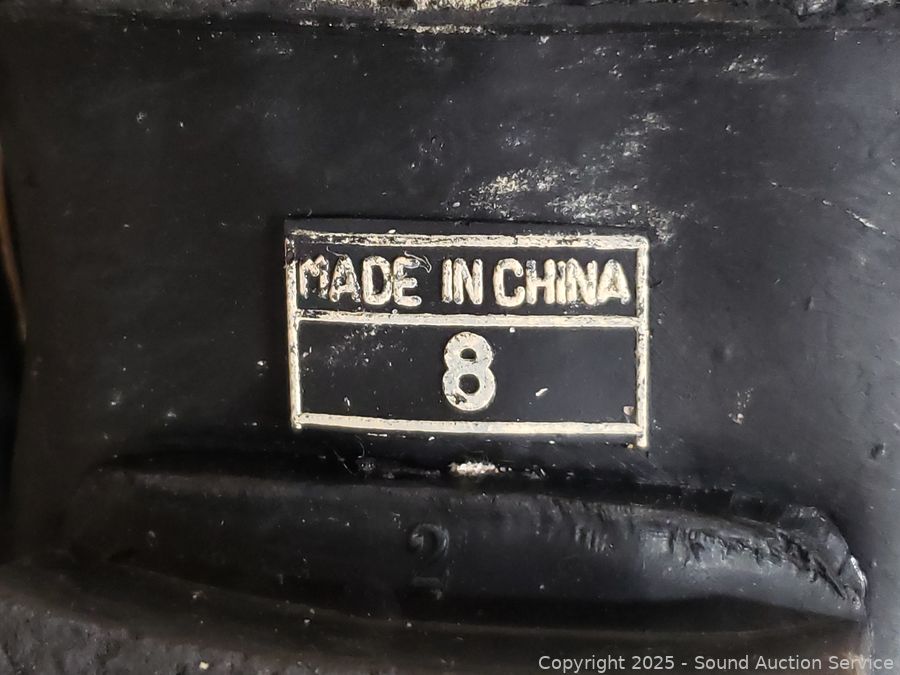 MADE IN CHINA
8
2
Copyright © 2025 - Sound Auction Service